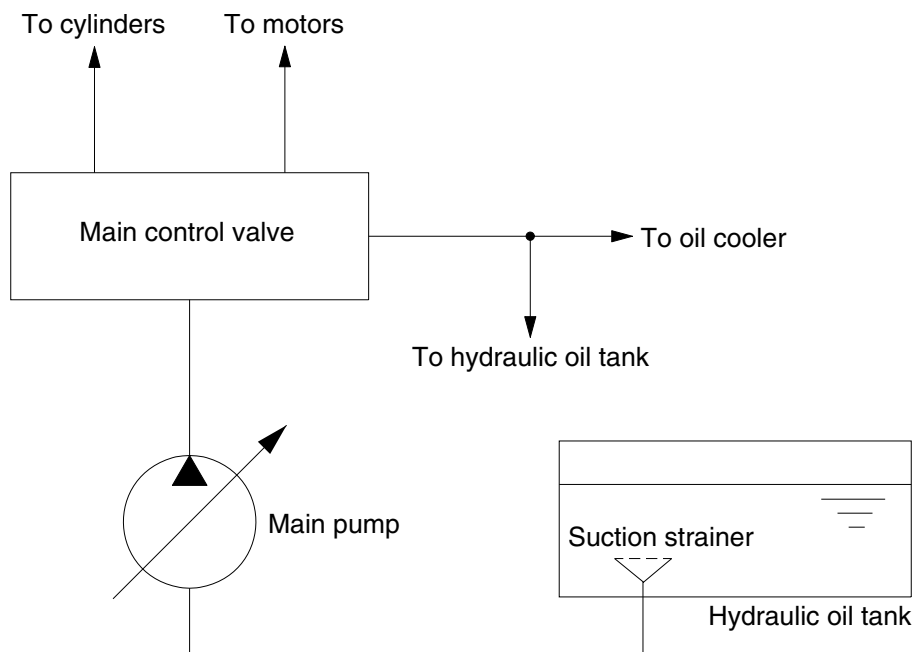 To cylinders
To motors
Main control valve
To oil cooler
To hydraulic oil tank
Main pump
Suction strainer
Hydraulic oil tank